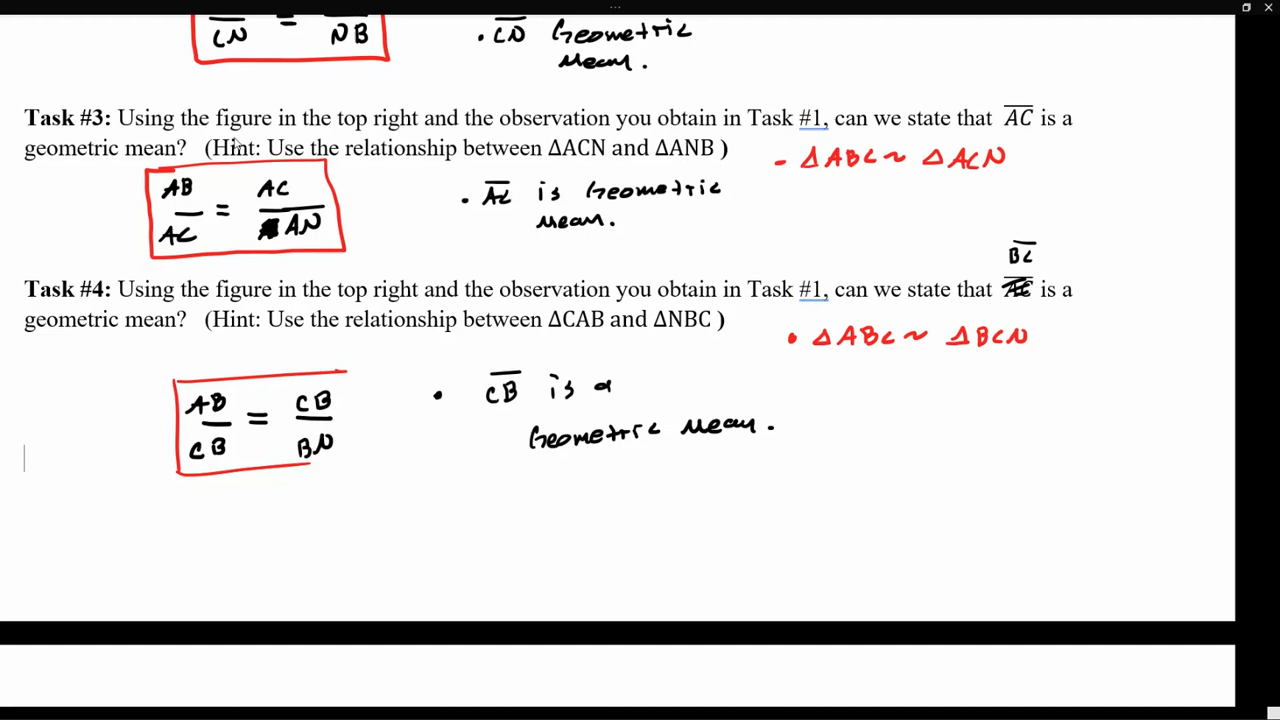 CN = NB
• CN Geometric
Mean.
Task #3: Using the figure in the top right and the observation you obtain in Task #1, can we state that AC is a
geometric mean? (Hint: Use the relationship between ΔACN and ΔANB )
• Δ ABC ~ Δ ACN
AB/AC = AC/AN
• AC is Geometric
Mean.
BC
Task #4: Using the figure in the top right and the observation you obtain in Task #1, can we state that AC is a
geometric mean? (Hint: Use the relationship between ΔCAB and ΔNBC )
• Δ ABC ~ Δ BCN
AB/CB = CB/BN
• CB is a
Geometric Mean.